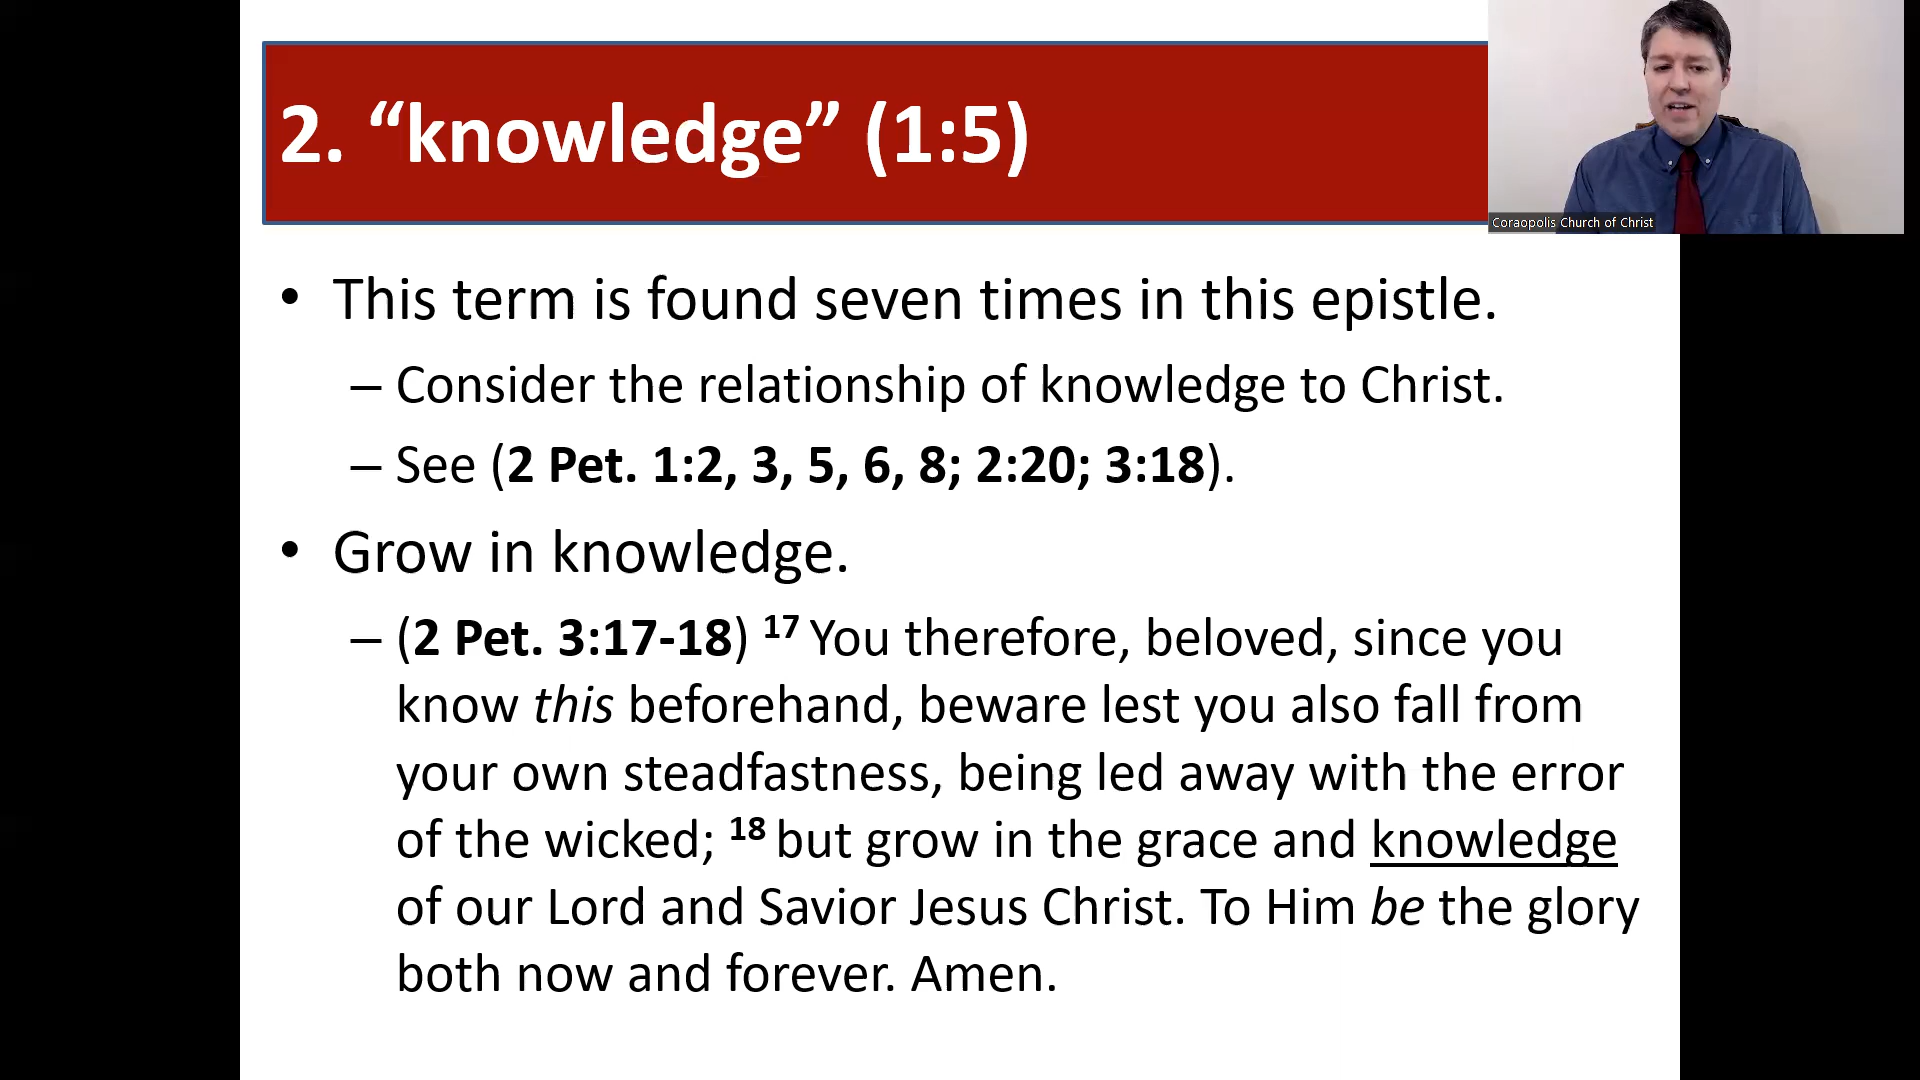 2. “knowledge” (1:5)
Coraopolis Church of Christ
• This term is found seven times in this epistle.
– Consider the relationship of knowledge to Christ.
– See (2 Pet. 1:2, 3, 5, 6, 8; 2:20; 3:18).
• Grow in knowledge.
– (2 Pet. 3:17-18) 17 You therefore, beloved, since you
know this beforehand, beware lest you also fall from
your own steadfastness, being led away with the error
of the wicked; 18 but grow in the grace and knowledge
of our Lord and Savior Jesus Christ. To Him be the glory
both now and forever. Amen.